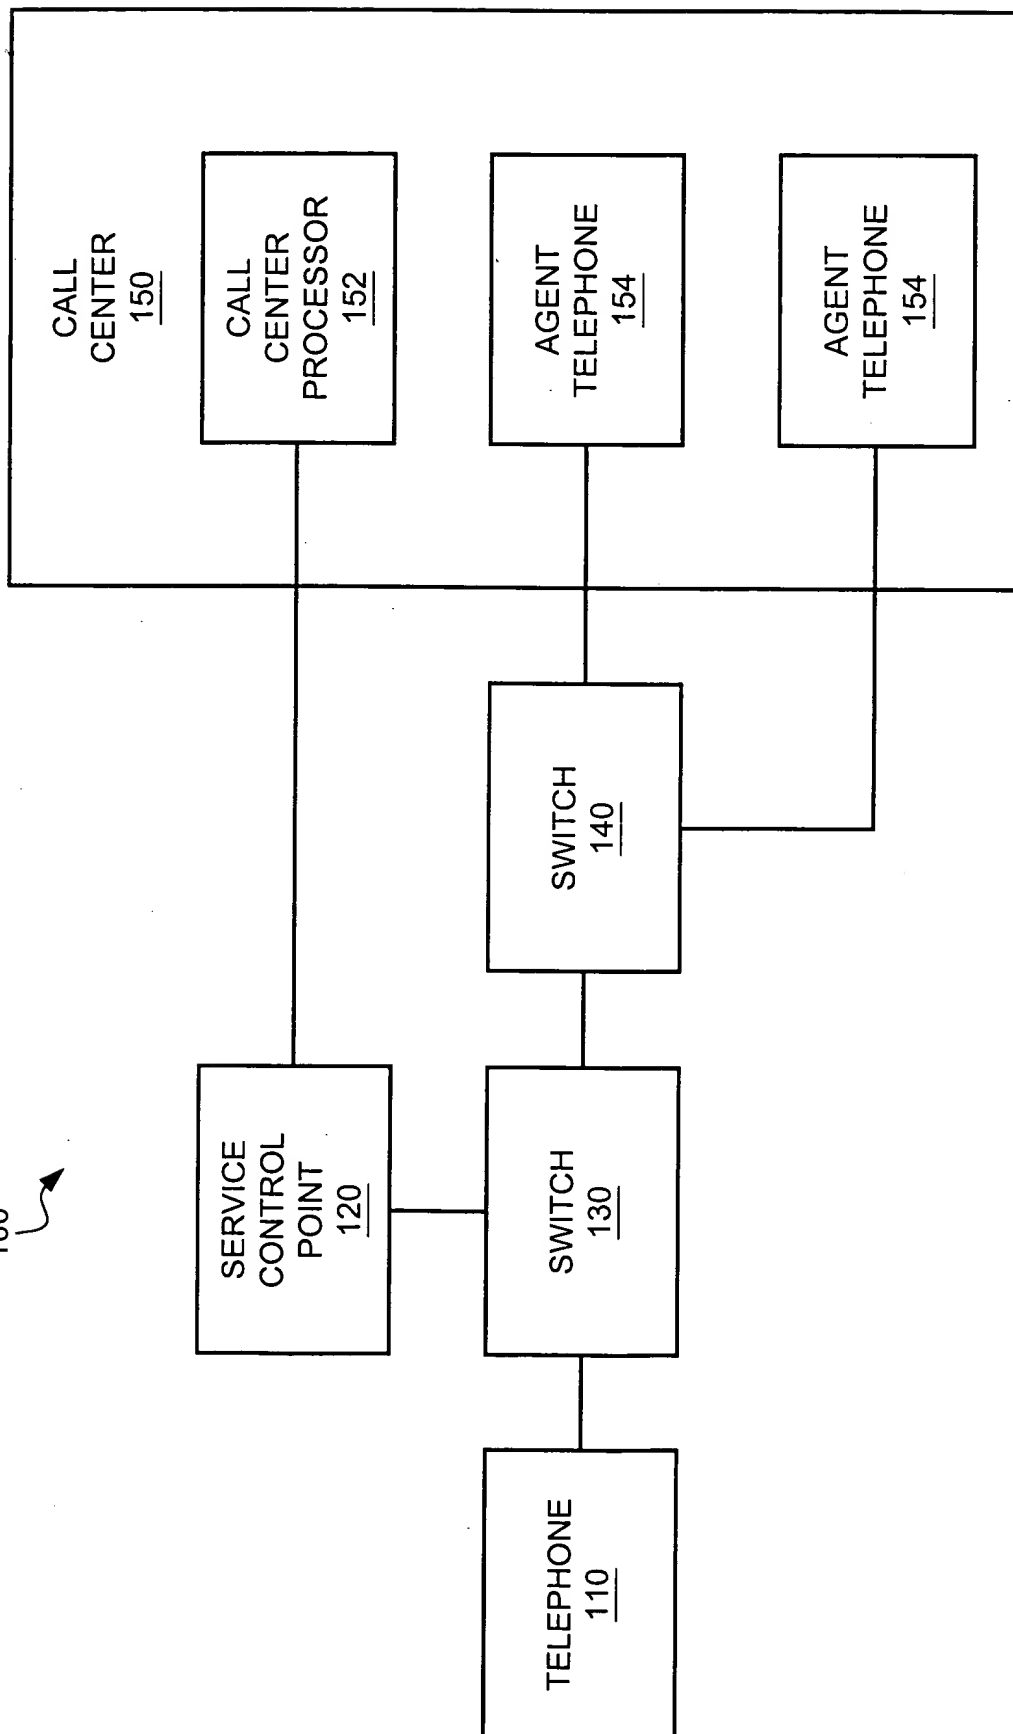 CALL
CENTER
150
CALL
CENTER
PROCESSOR
152
AGENT
TELEPHONE
154
AGENT
TELEPHONE
154
SERVICE
CONTROL
POINT
120
SWITCH
130
SWITCH
140
TELEPHONE
110